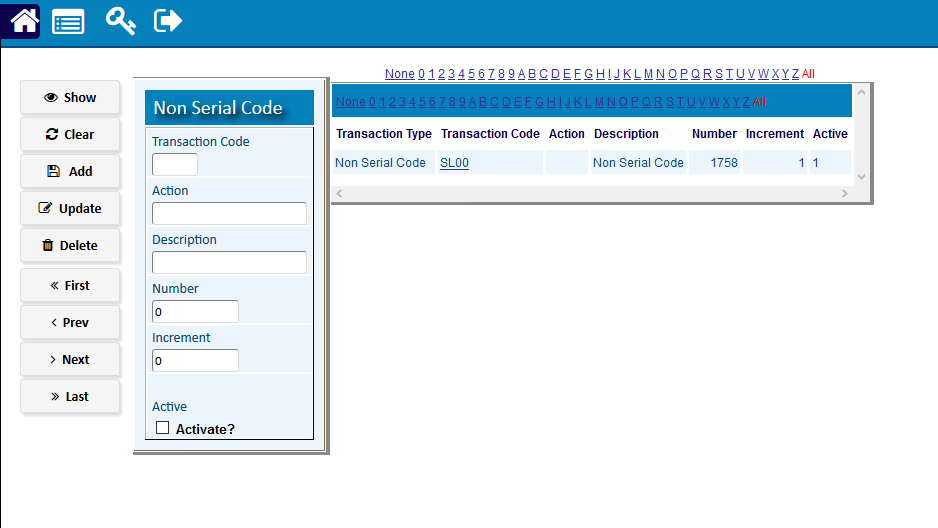 None 0 1 2 3 4 5 6 7 8 9 A B C D E F G H I J K L M N O P Q R S T U V W X Y Z All
Show
Clear
Add
Update
Delete
First
Prev
Next
Last
Non Serial Code
Transaction Code
Action
Description
Number
0
Increment
0
Active
Activate?
None 0 1 2 3 4 5 6 7 8 9 A B C D E F G H I J K L M N O P Q R S T U V W X Y Z All
Transaction Type Transaction Code Action Description Number Increment Active
Non Serial Code SL00 Non Serial Code 1758 1 1